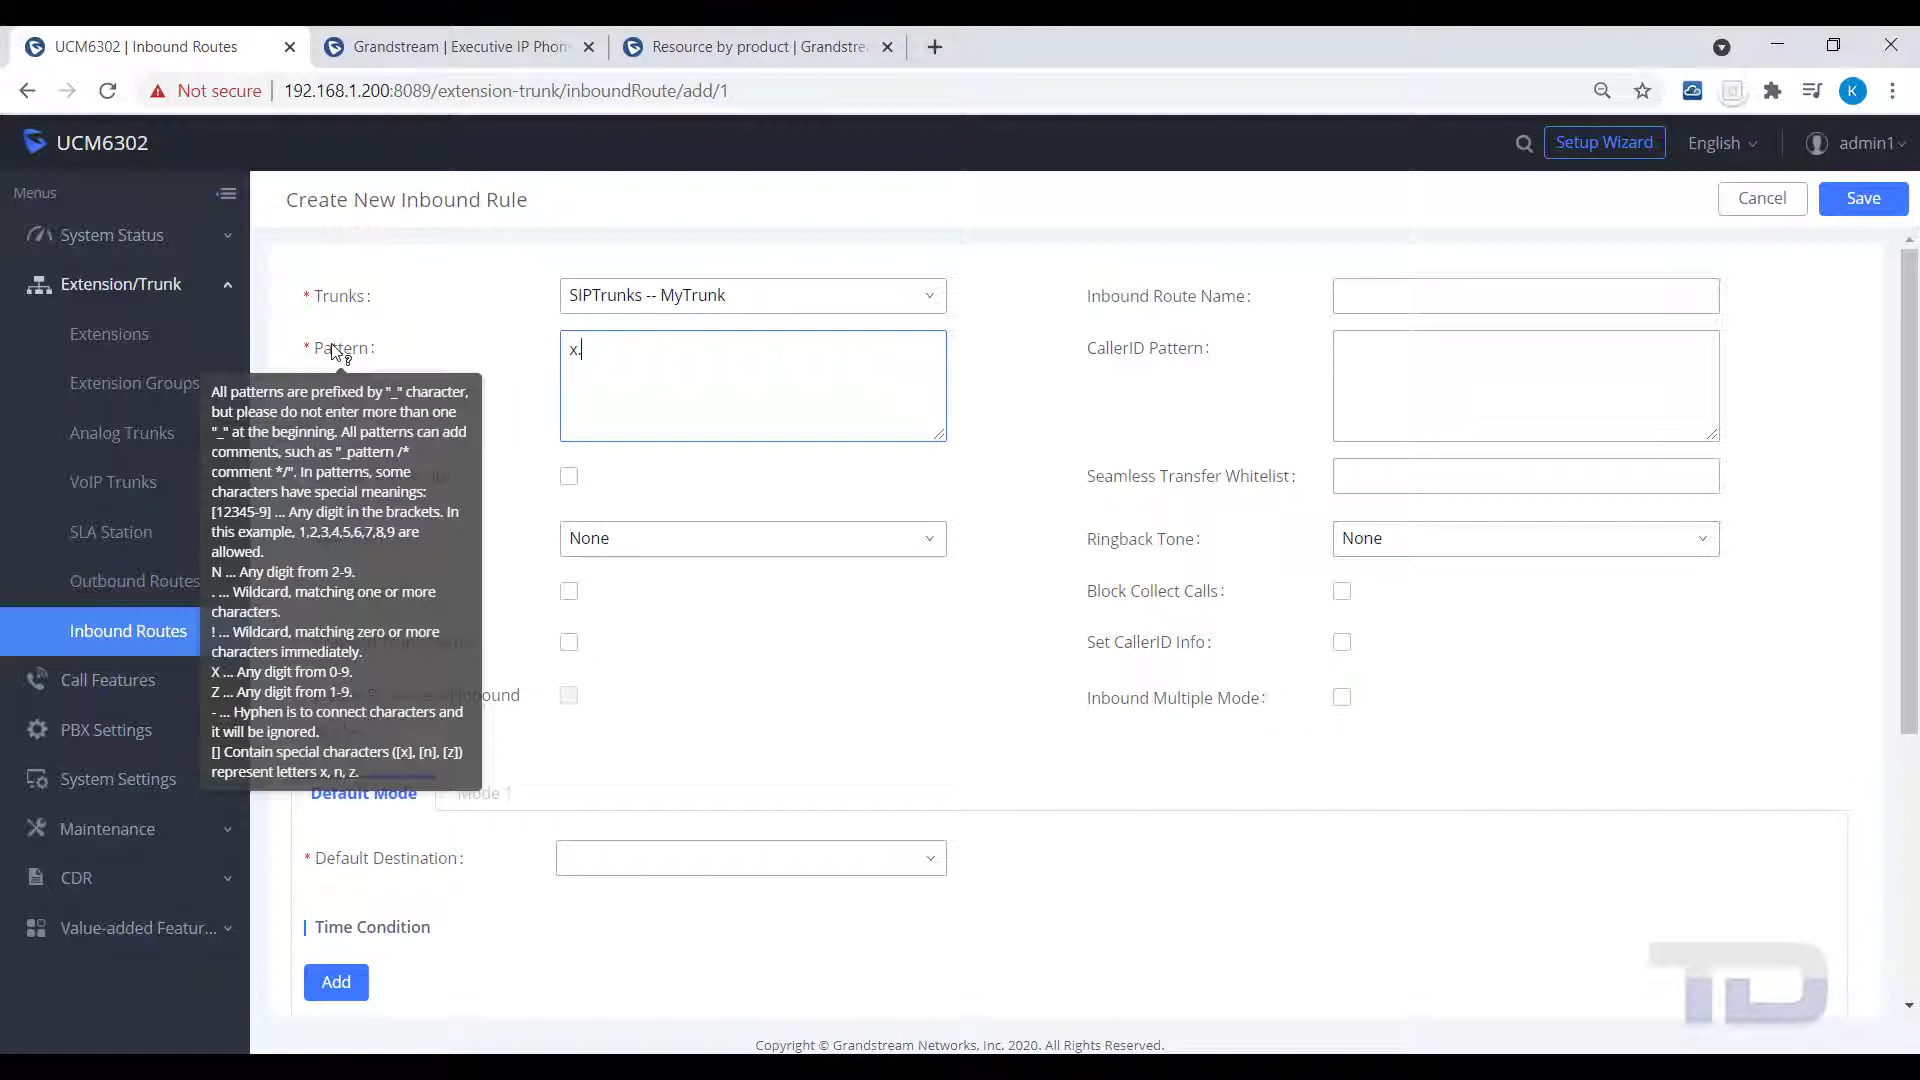 UCM6302 | Inbound Routes
Grandstream | Executive IP Phon
Resource by product | Grandstre
Not secure
192.168.1.200:8089/extension-trunk/inboundRoute/add/1
K
UCM6302
Setup Wizard
English
admin1
Menus
System Status
Extension/Trunk
Extensions
Extension Groups
Analog Trunks
VoIP Trunks
SLA Station
Outbound Routes
Inbound Routes
Call Features
PBX Settings
System Settings
Maintenance
CDR
Value-added Featur...
Create New Inbound Rule
Cancel
Save
* Trunks:
SIPTrunks -- MyTrunk
Inbound Route Name:
* Pattern:
x.
CallerID Pattern:
All patterns are prefixed by "_" character,
but please do not enter more than one
"_" at the beginning. All patterns can add
comments, such as "_pattern /*
comment */". In patterns, some
characters have special meanings:
[12345-9] ... Any digit in the brackets. In
this example, 1,2,3,4,5,6,7,8,9 are
allowed.
N ... Any digit from 2-9.
. ... Wildcard, matching one or more
characters.
! ... Wildcard, matching zero or more
characters immediately.
X ... Any digit from 0-9.
Z ... Any digit from 1-9.
- ... Hyphen is to connect characters and
it will be ignored.
[] Contain special characters ([x], [n], [z])
represent letters x, n, z.
Seamless Transfer Whitelist:
None
Ringback Tone:
None
Block Collect Calls:
Set CallerID Info:
nbound
Inbound Multiple Mode:
Default Mode
* Mode 1
* Default Destination:
Time Condition
Add
TD
Copyright © Grandstream Networks, Inc. 2020. All Rights Reserved.